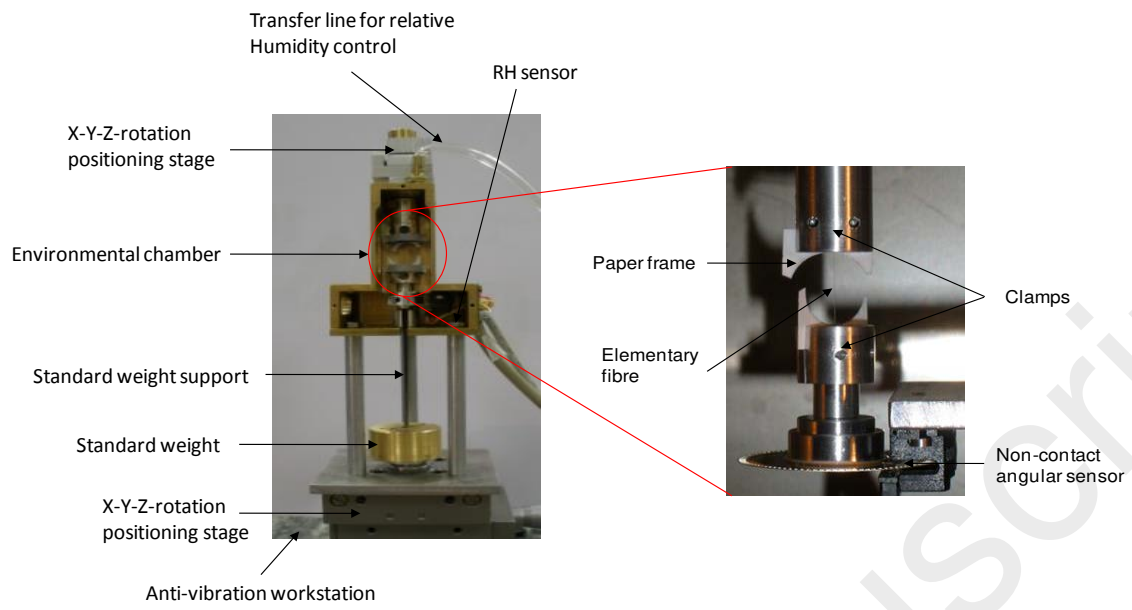 Transfer line for relative
Humidity control
RH sensor
X-Y-Z-rotation
positioning stage
Environmental chamber
Paper frame
Clamps
Elementary
fibre
Standard weight support
Standard weight
Non-contact
angular sensor
X-Y-Z-rotation
positioning stage
Anti-vibration workstation
uscri